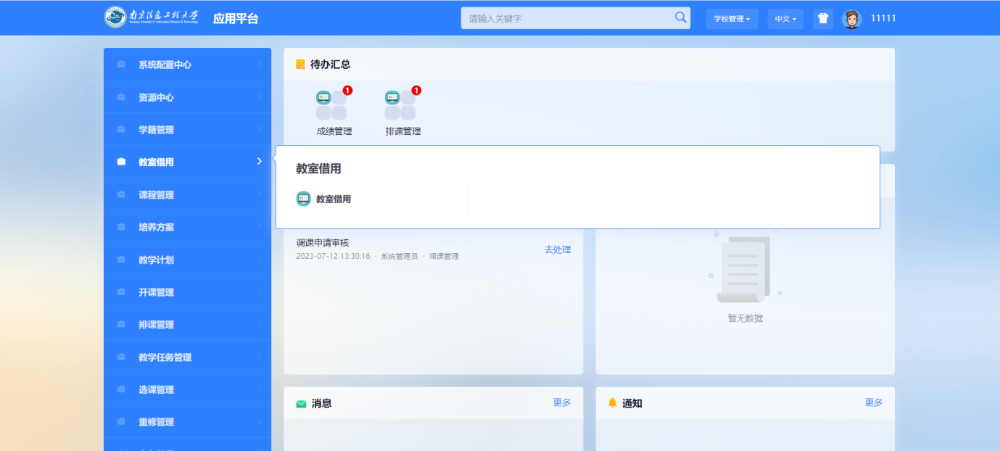 南京信息工程大学
Nanjing University of Information Science & Technology
应用平台
请输入关键字
学校管理
中文
11111
系统配置中心
资源中心
学籍管理
教室借用
课程管理
培养方案
教学计划
开课管理
排课管理
教学任务管理
选课管理
重修管理
待办汇总
1
1
成绩管理
排课管理
教室借用
教室借用
调课申请审核
2023-07-12 13:30:16 · 系统管理员 · 调课管理
去处理
暂无数据
消息
更多
通知
更多